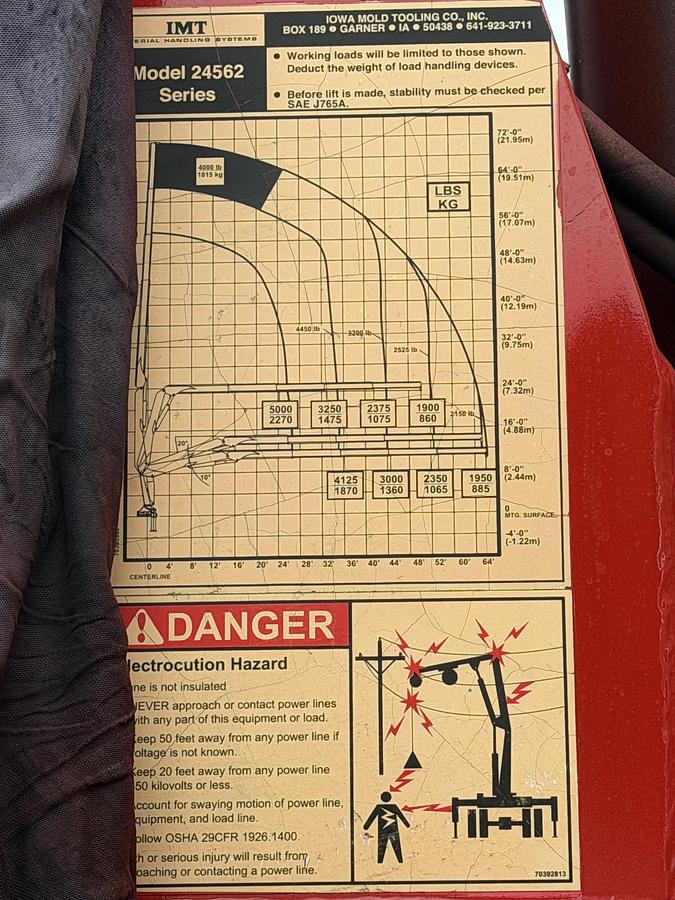 IMT
ERIAL HANDLING SYSTEMS
IOWA MOLD TOOLING CO., INC.
BOX 189 ● GARNER ● IA ● 50438 ● 641-923-3711
Model 24562
Series
● Working loads will be limited to those shown.
Deduct the weight of load handling devices.
● Before lift is made, stability must be checked per
SAE J765A.
72'-0"
(21.95m)
4000 lb
1815 kg
64'-0"
(19.51m)
LBS
KG
56'-0"
(17.07m)
48'-0"
(14.63m)
40'-0"
(12.19m)
4450 lb
3200 lb
32'-0"
(9.75m)
2525 lb
24'-0"
(7.32m)
5000
2270
3250
1475
2375
1075
1900
860
2150 lb
16'-0"
(4.88m)
20°
10°
8'-0"
(2.44m)
4125
1870
3000
1360
2350
1065
1950
885
0
MTG. SURFACE
-4'-0"
(-1.22m)
0 4' 8' 12' 16' 20' 24' 28' 32' 36' 40' 44' 48' 52' 56' 60' 64'
CENTERLINE
DANGER
lectrocution Hazard
ne is not insulated
NEVER approach or contact power lines
with any part of this equipment or load.
Keep 50 feet away from any power line if
voltage is not known.
Keep 20 feet away from any power line
50 kilovolts or less.
Account for swaying motion of power line,
equipment, and load line.
ollow OSHA 29CFR 1926.1400.
th or serious injury will result from
oaching or contacting a power line.
70392813